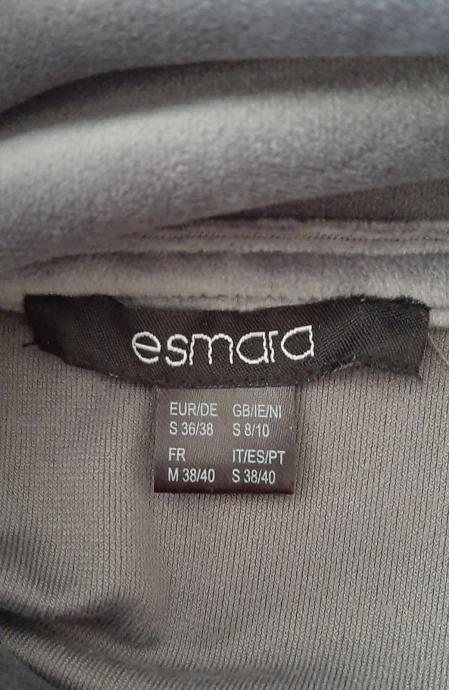 esmara
EUR/DE GB/IE/NI
S 36/38 S 8/10
FR IT/ES/PT
M 38/40 S 38/40